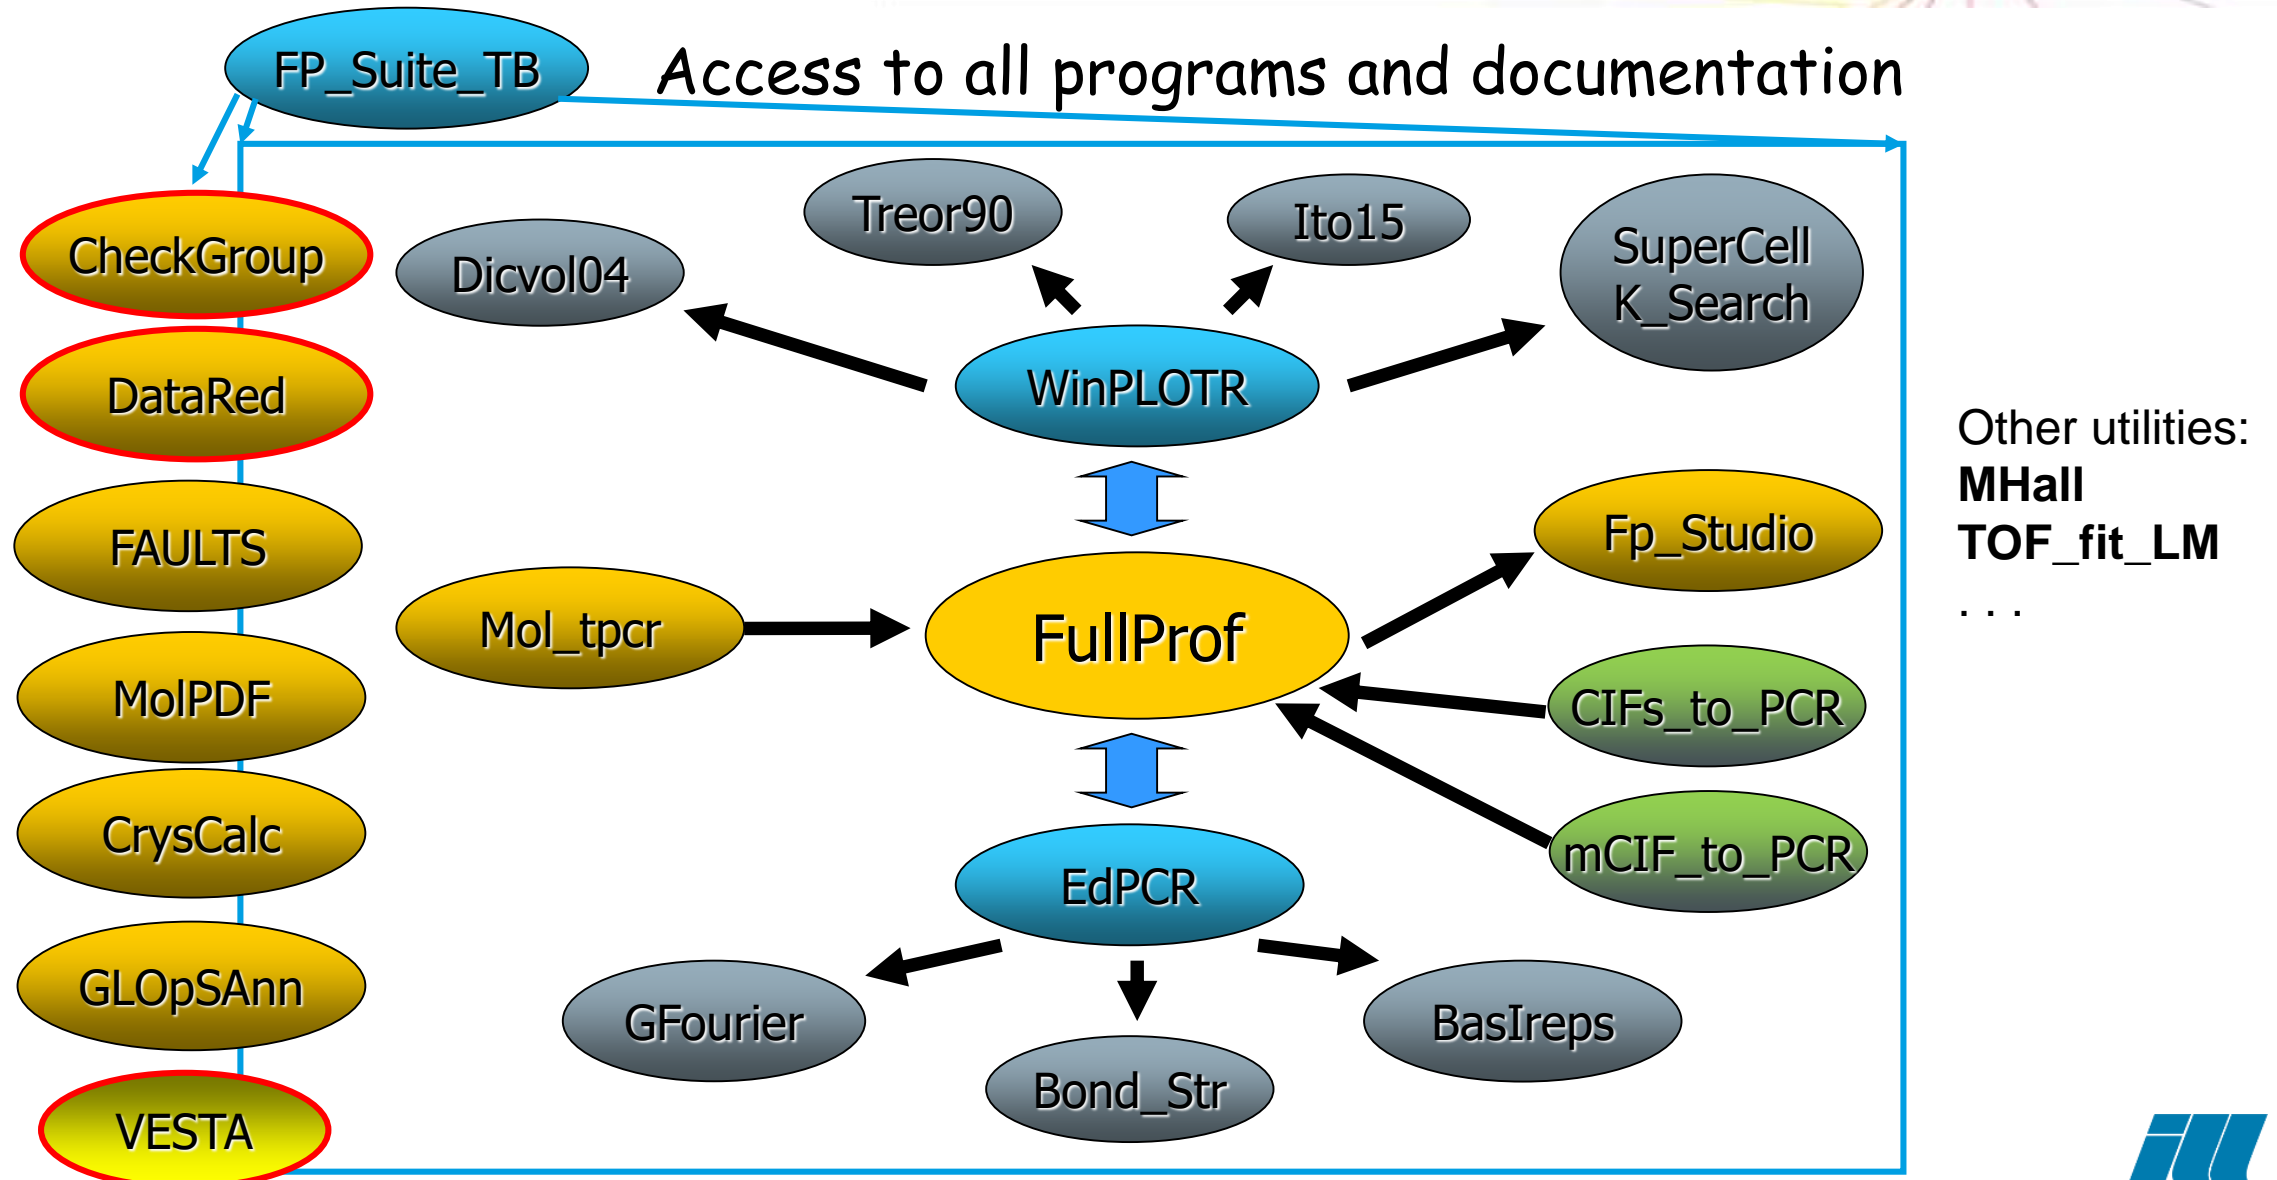 FP_Suite_TB
Access to all programs and documentation
Treor90
Ito15
SuperCell
K_Search
CheckGroup
Dicvol04
DataRed
WinPLOTR
Other utilities:
MHall
TOF_fit_LM
. . .
FAULTS
Fp_Studio
Mol_tpcr
FullProf
MolPDF
CIFs_to_PCR
CrysCalc
mCIF_to_PCR
EdPCR
GLOpSAnn
GFourier
BasIreps
Bond_Str
VESTA
ill